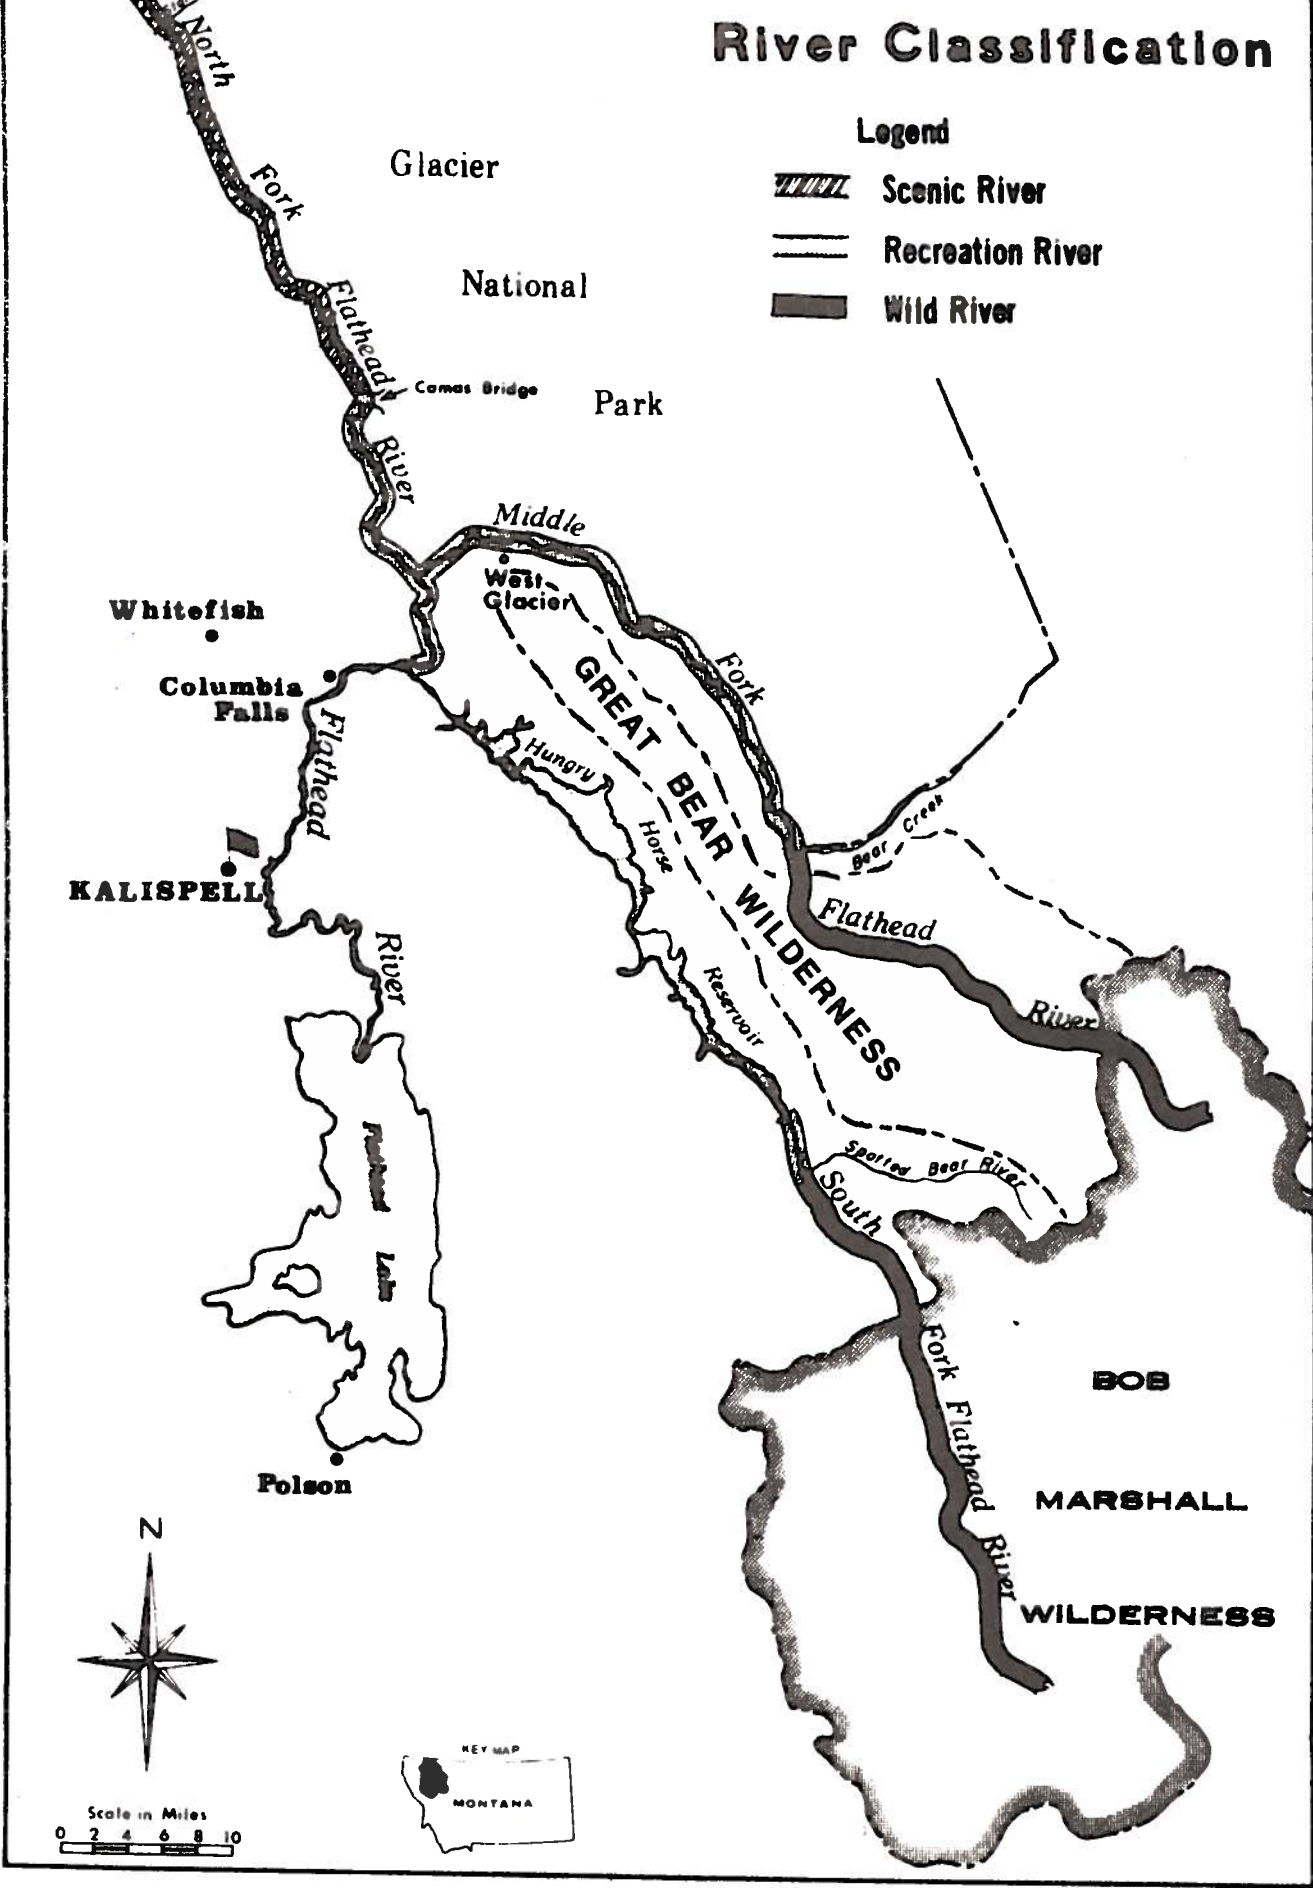 River Classification
Legend
Scenic River
Recreation River
Wild River
North
Fork
Flathead
River
Glacier
National
Park
Camas Bridge
Middle
Fork
Flathead
River
West
Glacier
Whitefish
Columbia
Falls
Flathead
River
KALISPELL
GREAT BEAR WILDERNESS
Hungry
Horse
Reservoir
Bear Creek
Spotted Bear River
South
Fork
Flathead
River
Flathead
Lake
Polson
BOB
MARSHALL
WILDERNESS
N
KEY MAP
MONTANA
Scale in Miles
0 2 4 6 8 10